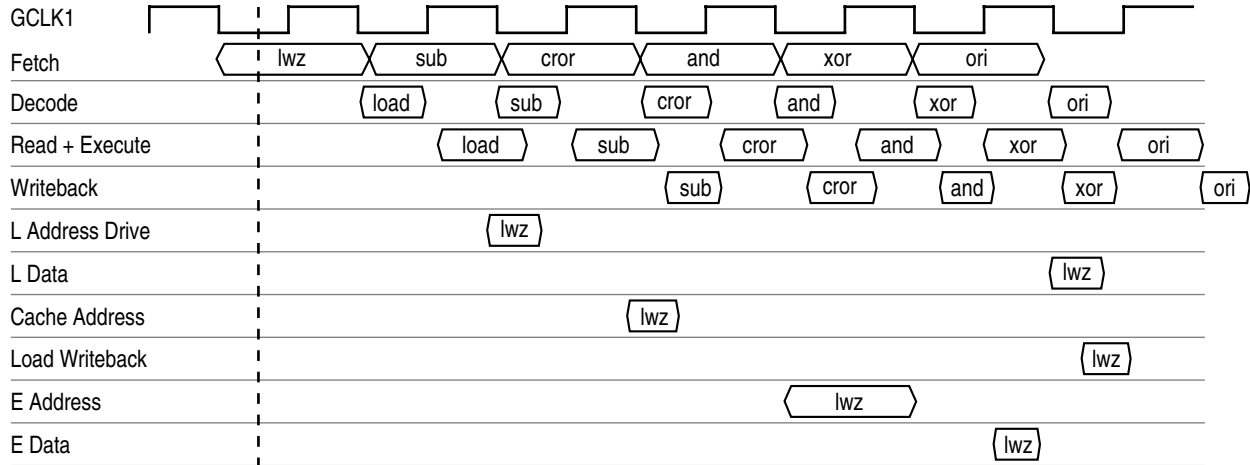 GCLK1
Fetch lwz sub cror and xor ori
Decode load sub cror and xor ori
Read + Execute load sub cror and xor ori
Writeback sub cror and xor ori
L Address Drive lwz
L Data lwz
Cache Address lwz
Load Writeback lwz
E Address lwz
E Data lwz